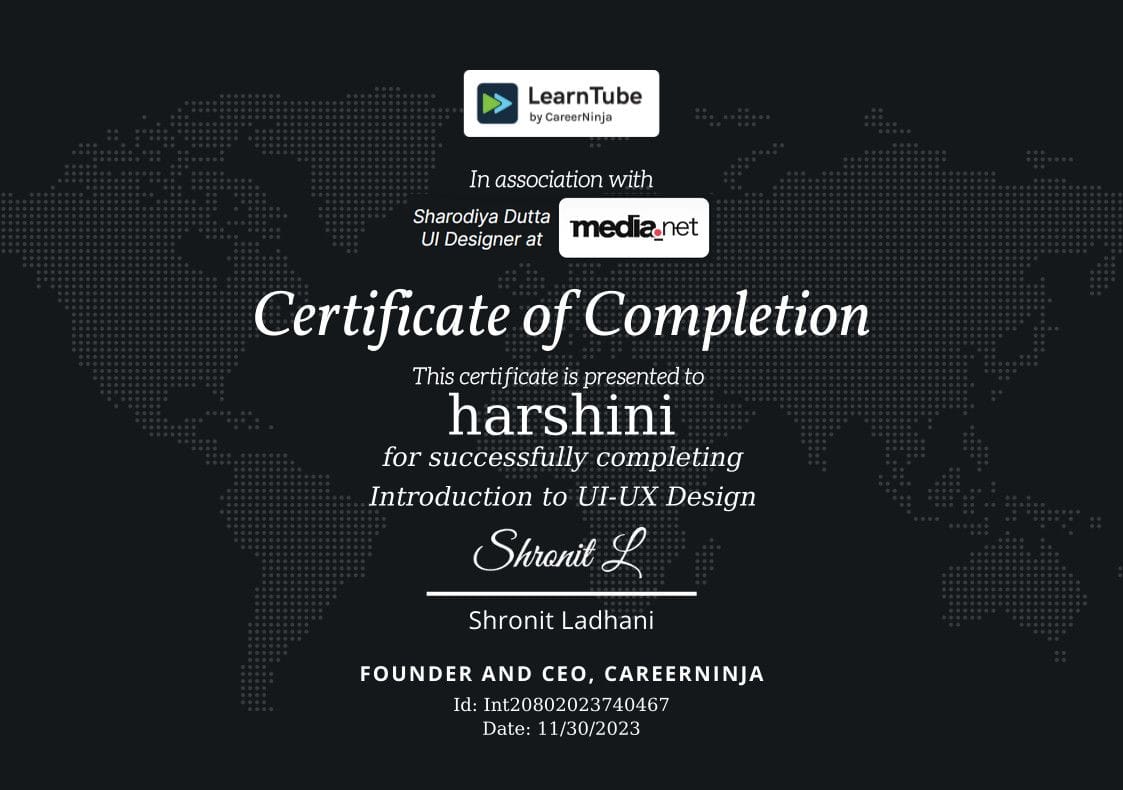 LearnTube
by CareerNinja
In association with
Sharodiya Dutta
UI Designer at
media.net
Certificate of Completion
This certificate is presented to
harshini
for successfully completing
Introduction to UI-UX Design
Shronit L
Shronit Ladhani
FOUNDER AND CEO, CAREERNINJA
Id: Int20802023740467
Date: 11/30/2023